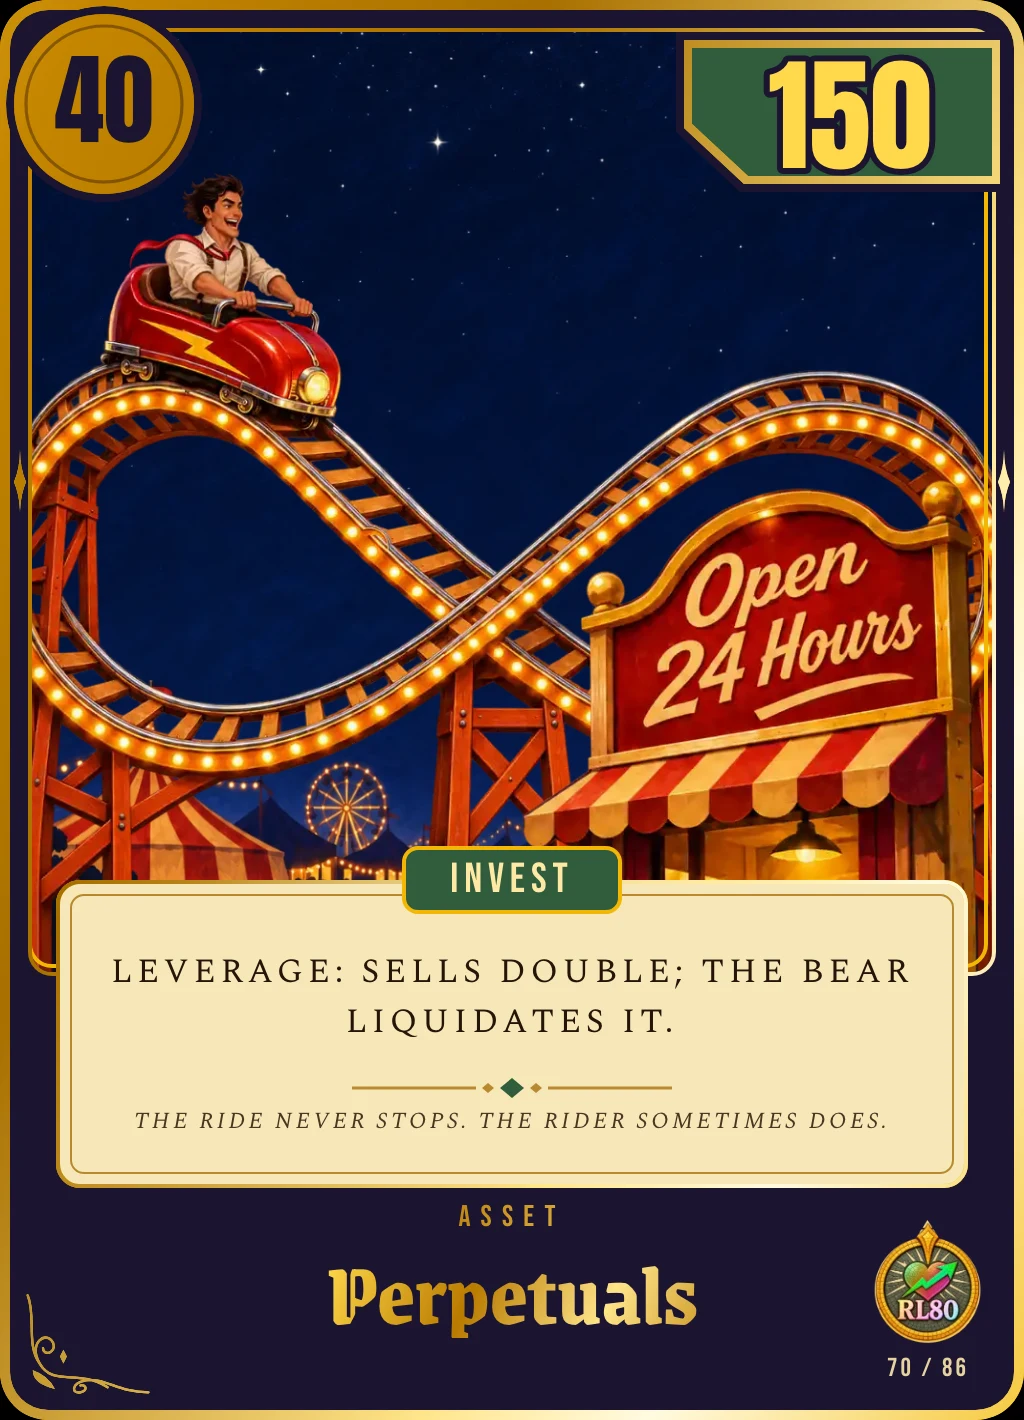 40
150
Open
24 Hours
INVEST
LEVERAGE: SELLS DOUBLE; THE BEAR
LIQUIDATES IT.
THE RIDE NEVER STOPS. THE RIDER SOMETIMES DOES.
ASSET
Perpetuals
RL80
70 / 86